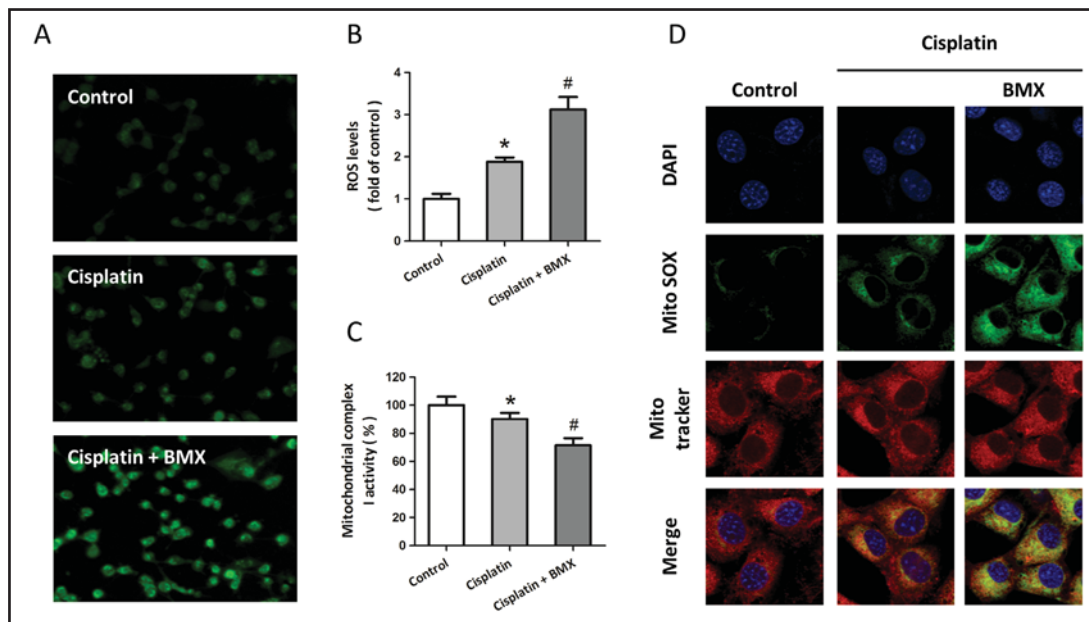 A
Control
Cisplatin
Cisplatin + BMX
B
ROS levels
( fold of control )
4
3
2
1
0
*
#
Control
Cisplatin
Cisplatin + BMX
C
Mitochondrial complex
I activity ( % )
120
100
80
60
40
20
0
*
#
Control
Cisplatin
Cisplatin + BMX
D
Cisplatin
Control
BMX
DAPI
Mito SOX
Mito
tracker
Merge